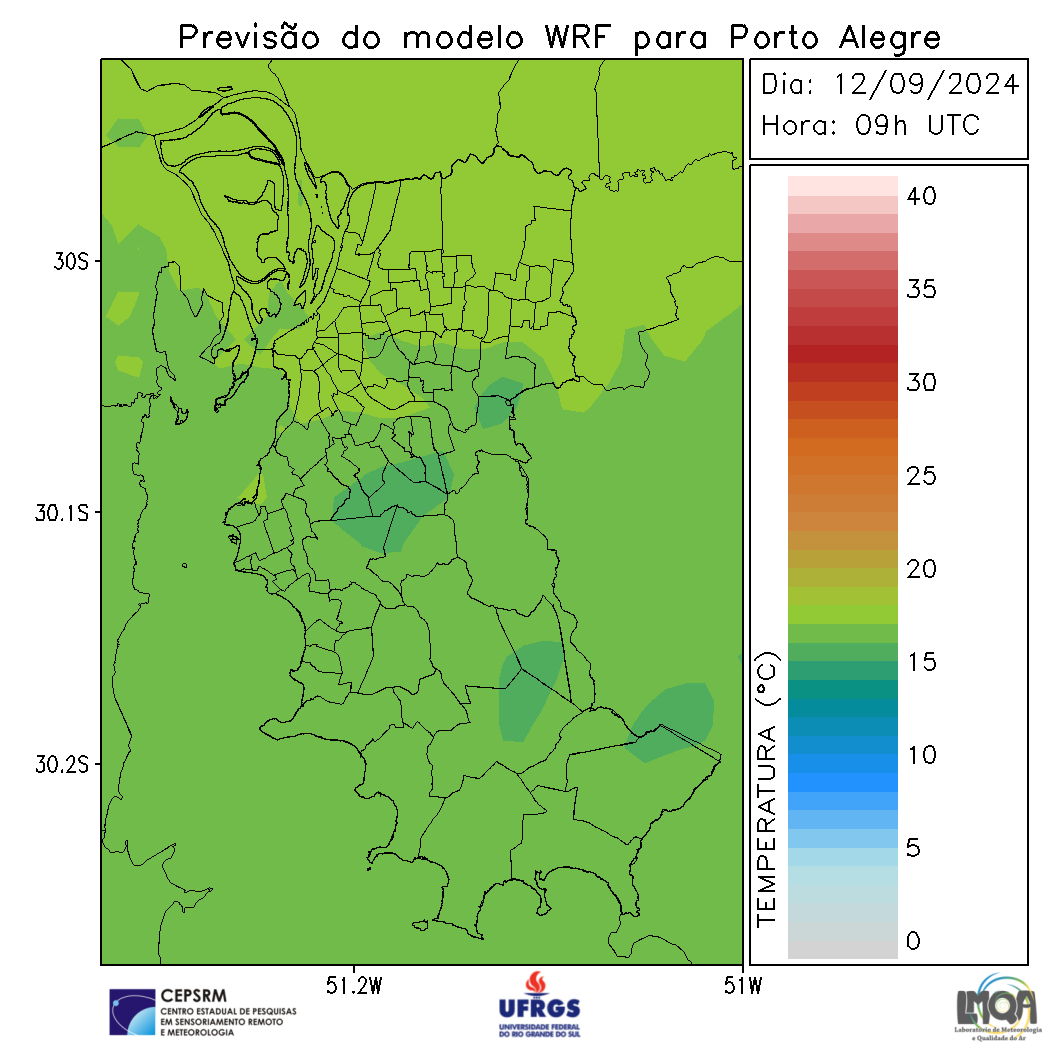 Previsão do modelo WRF para Porto Alegre
Dia: 12/09/2024
Hora: 09h UTC
30S
30.1S
30.2S
51.2W
51W
40
35
30
25
20
15
10
5
0
TEMPERATURA (°C)
CEPSRM
CENTRO ESTADUAL DE PESQUISAS
EM SENSORIAMENTO REMOTO
E METEOROLOGIA
UFRGS
UNIVERSIDADE FEDERAL
DO RIO GRANDE DO SUL
LMQA
Laboratório de Meteorologia
e Qualidade do Ar